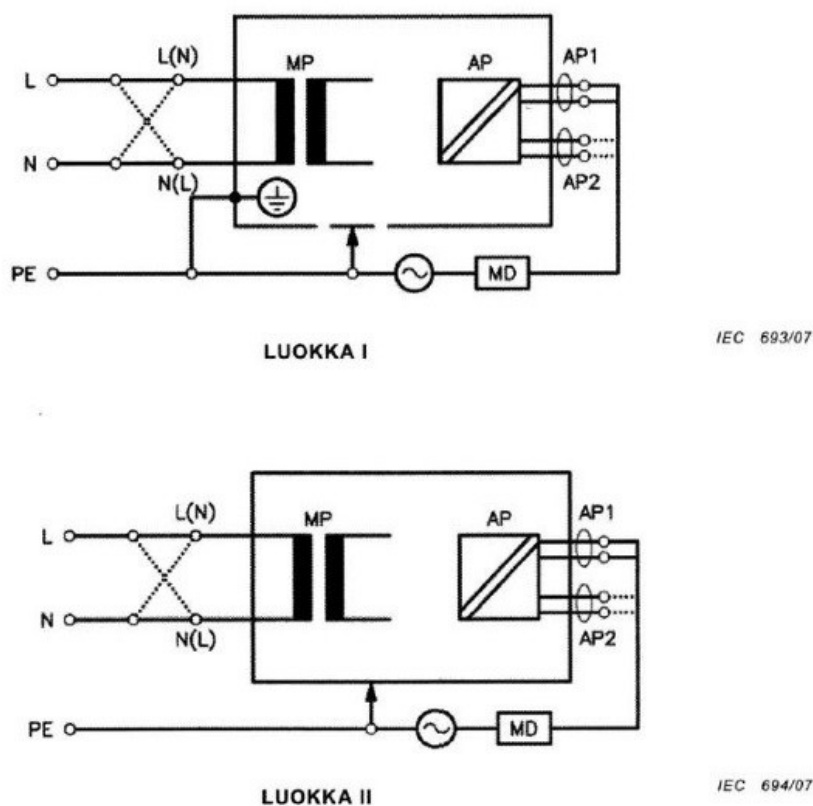 L(N)
MP
AP
AP1
L
N
N(L)
AP2
PE
MD
LUOKKA I
IEC 693/07
L(N)
MP
AP
AP1
L
N
N(L)
AP2
PE
MD
LUOKKA II
IEC 694/07